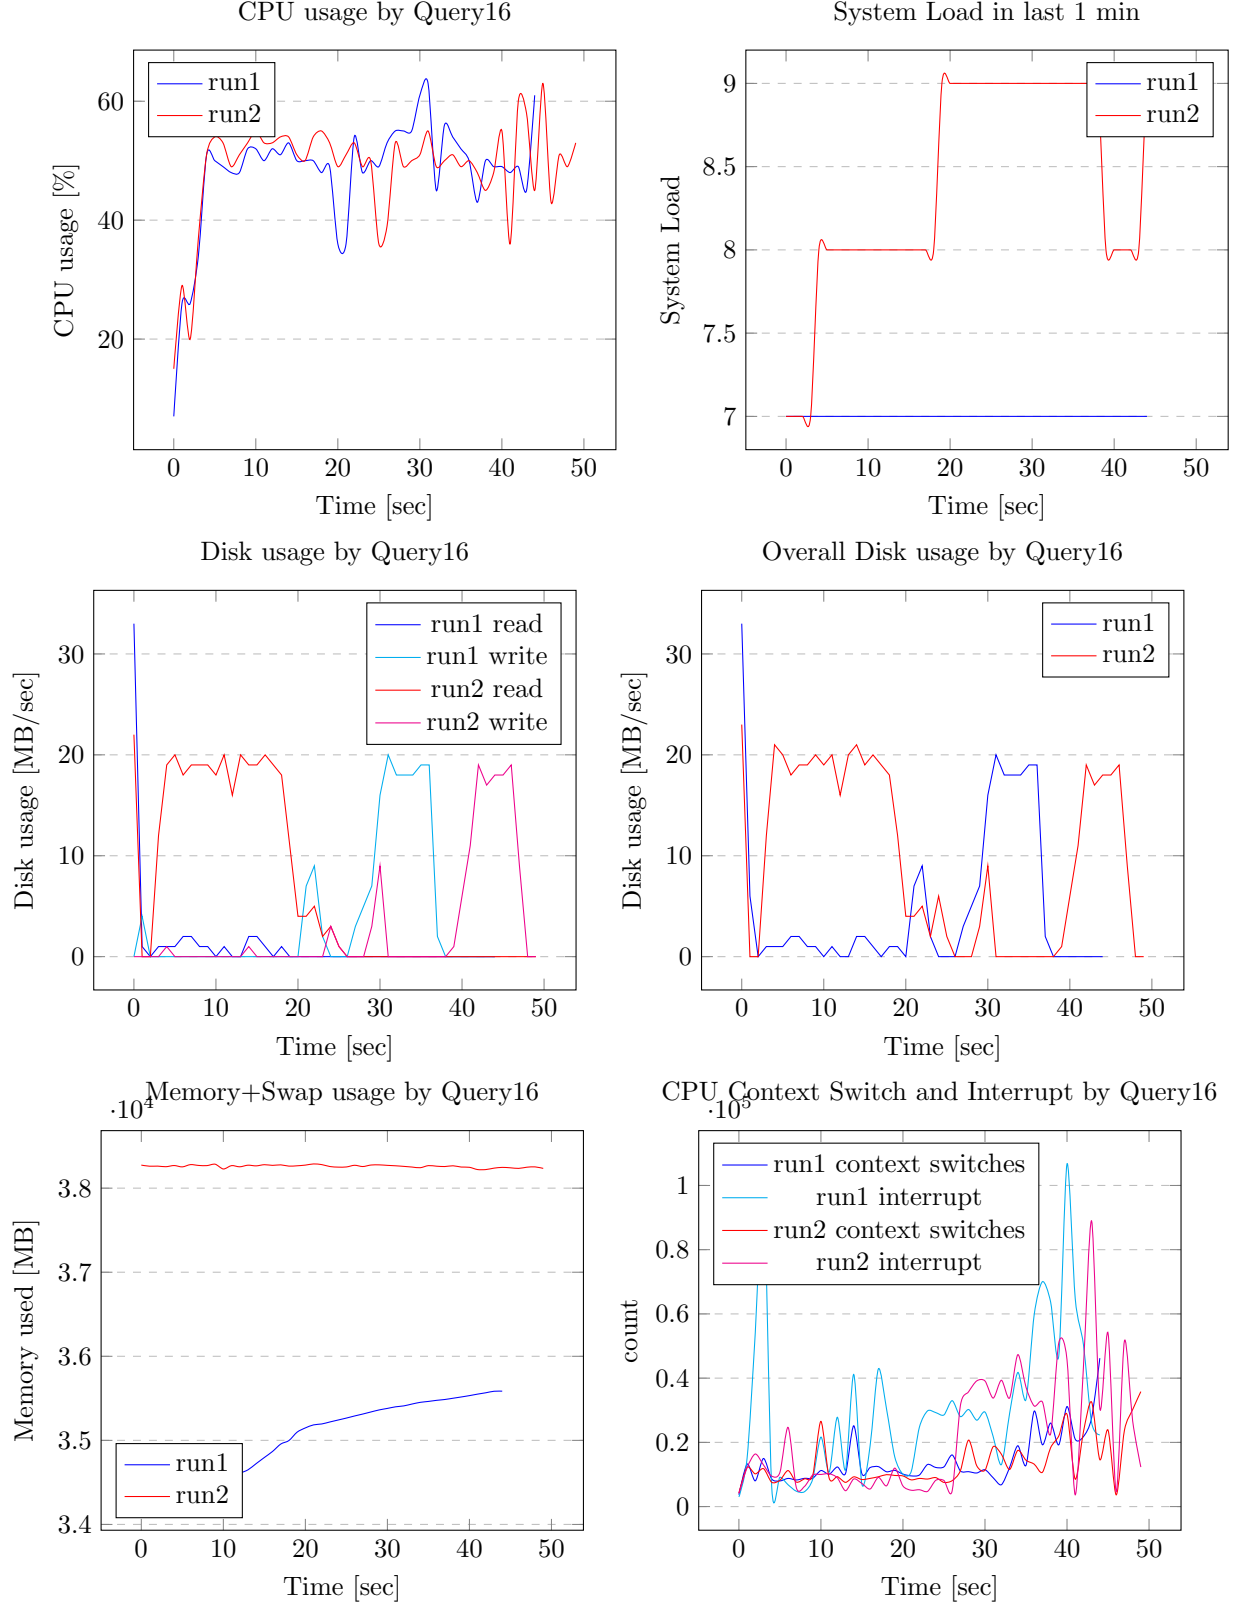 CPU usage by Query16
run1
run2
60
40
20
CPU usage [%]
0 10 20 30 40 50
Time [sec]
System Load in last 1 min
run1
run2
9
8.5
8
7.5
7
System Load
0 10 20 30 40 50
Time [sec]
Disk usage by Query16
run1 read
run1 write
run2 read
run2 write
30
20
10
0
Disk usage [MB/sec]
0 10 20 30 40 50
Time [sec]
Overall Disk usage by Query16
run1
run2
30
20
10
0
Disk usage [MB/sec]
0 10 20 30 40 50
Time [sec]
Memory+Swap usage by Query16
·10^4
3.8
3.7
3.6
3.5
3.4
Memory used [MB]
run1
run2
0 10 20 30 40 50
Time [sec]
CPU Context Switch and Interrupt by Query16
·10^5
run1 context switches
run1 interrupt
run2 context switches
run2 interrupt
1
0.8
0.6
0.4
0.2
0
count
0 10 20 30 40 50
Time [sec]